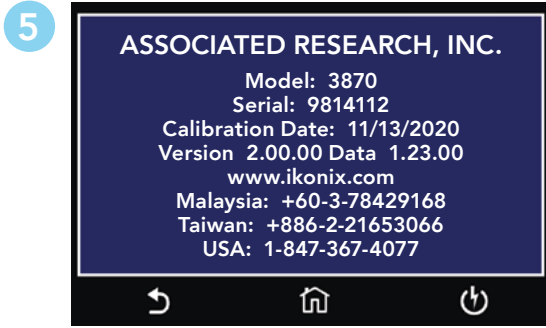 5
ASSOCIATED RESEARCH, INC.
Model: 3870
Serial: 9814112
Calibration Date: 11/13/2020
Version 2.00.00 Data 1.23.00
www.ikonix.com
Malaysia: +60-3-78429168
Taiwan: +886-2-21653066
USA: 1-847-367-4077